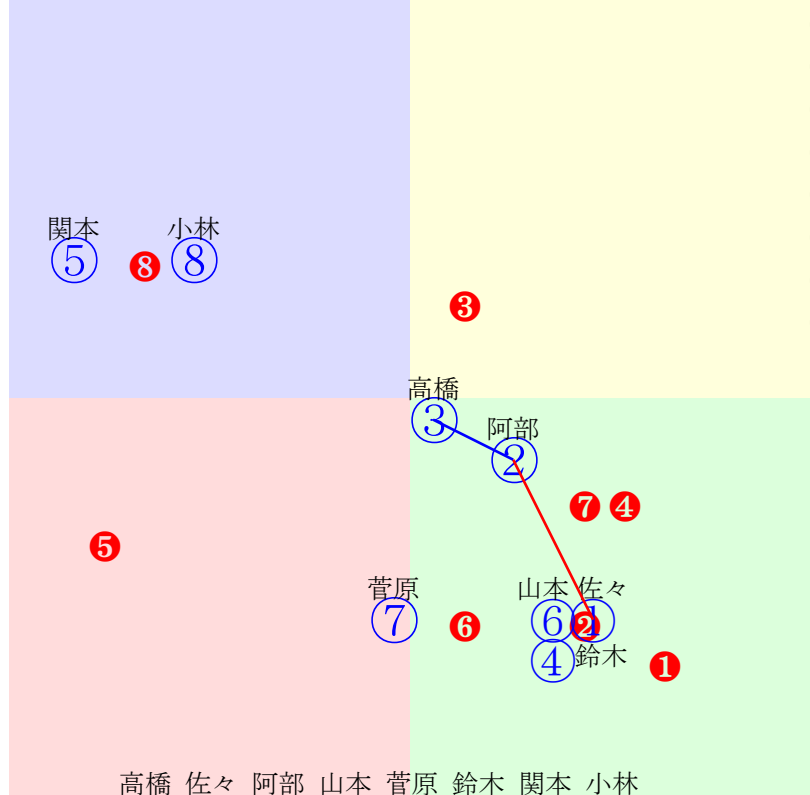 関本 小林
⑤ ❽ ⑧
❸
高橋
③ 阿部
②
❼ ❹
❺
菅原 山本 佐々
⑦ ❻ ⑥ ❷ ①
④ 鈴木 ❶
高橋 佐々 阿部 山本 菅原 鈴木 関本 小林